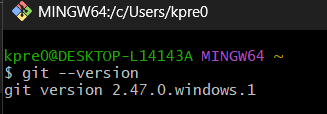 MINGW64:/c/Users/kpre0
kpre0@DESKTOP-L14143A MINGW64 ~
$ git --version
git version 2.47.0.windows.1